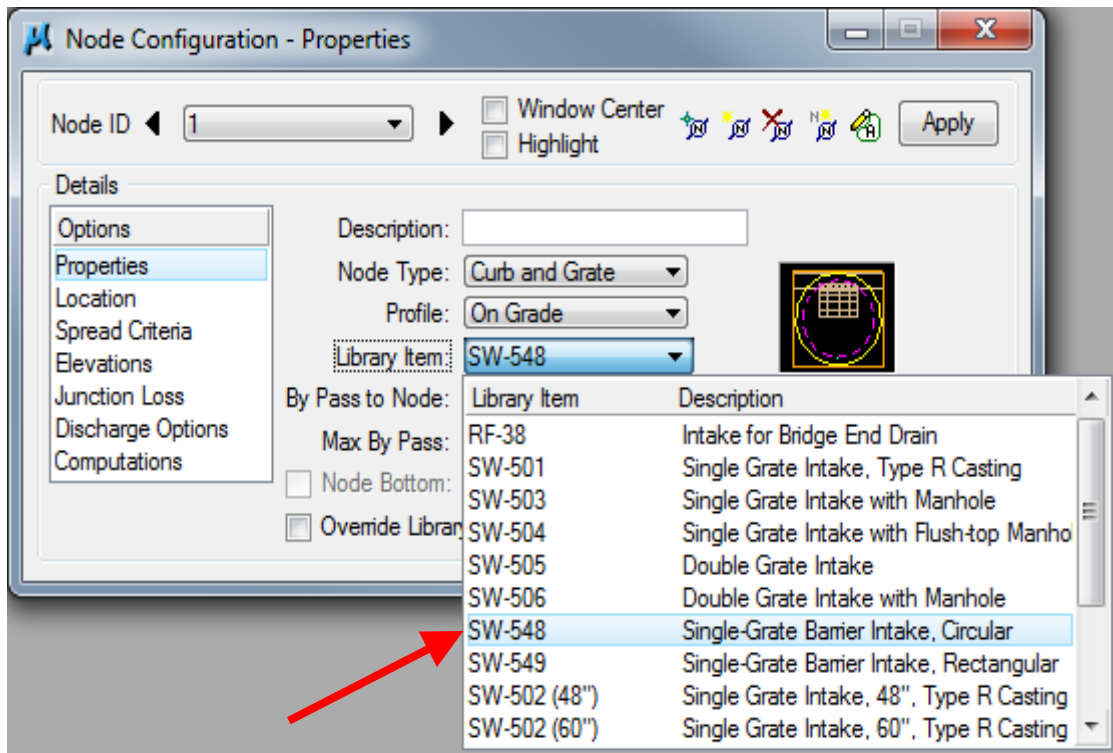 Node Configuration - Properties
Node ID 1 Window Center Apply
Highlight
Details
Options
Properties
Location
Spread Criteria
Elevations
Junction Loss
Discharge Options
Computations
Description:
Node Type: Curb and Grate
Profile: On Grade
Library Item: SW-548
By Pass to Node:
Max By Pass:
Node Bottom:
Override Library
Library Item Description
RF-38 Intake for Bridge End Drain
SW-501 Single Grate Intake, Type R Casting
SW-503 Single Grate Intake with Manhole
SW-504 Single Grate Intake with Flush-top Manhol
SW-505 Double Grate Intake
SW-506 Double Grate Intake with Manhole
SW-548 Single-Grate Barrier Intake, Circular
SW-549 Single-Grate Barrier Intake, Rectangular
SW-502 (48") Single Grate Intake, 48", Type R Casting
SW-502 (60") Single Grate Intake, 60", Type R Casting